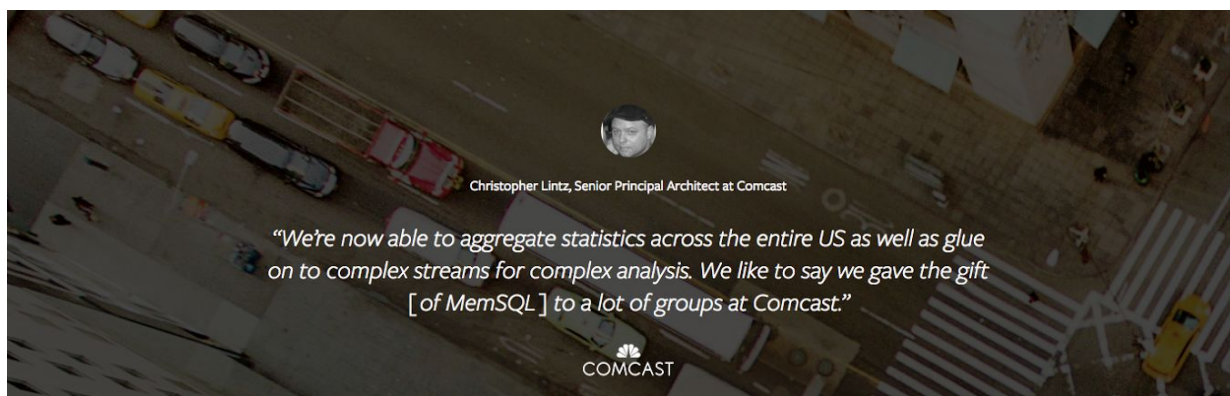 Christopher Lintz, Senior Principal Architect at Comcast
“We’re now able to aggregate statistics across the entire US as well as glue
on to complex streams for complex analysis. We like to say we gave the gift
[ of MemSQL ] to a lot of groups at Comcast.”
COMCAST